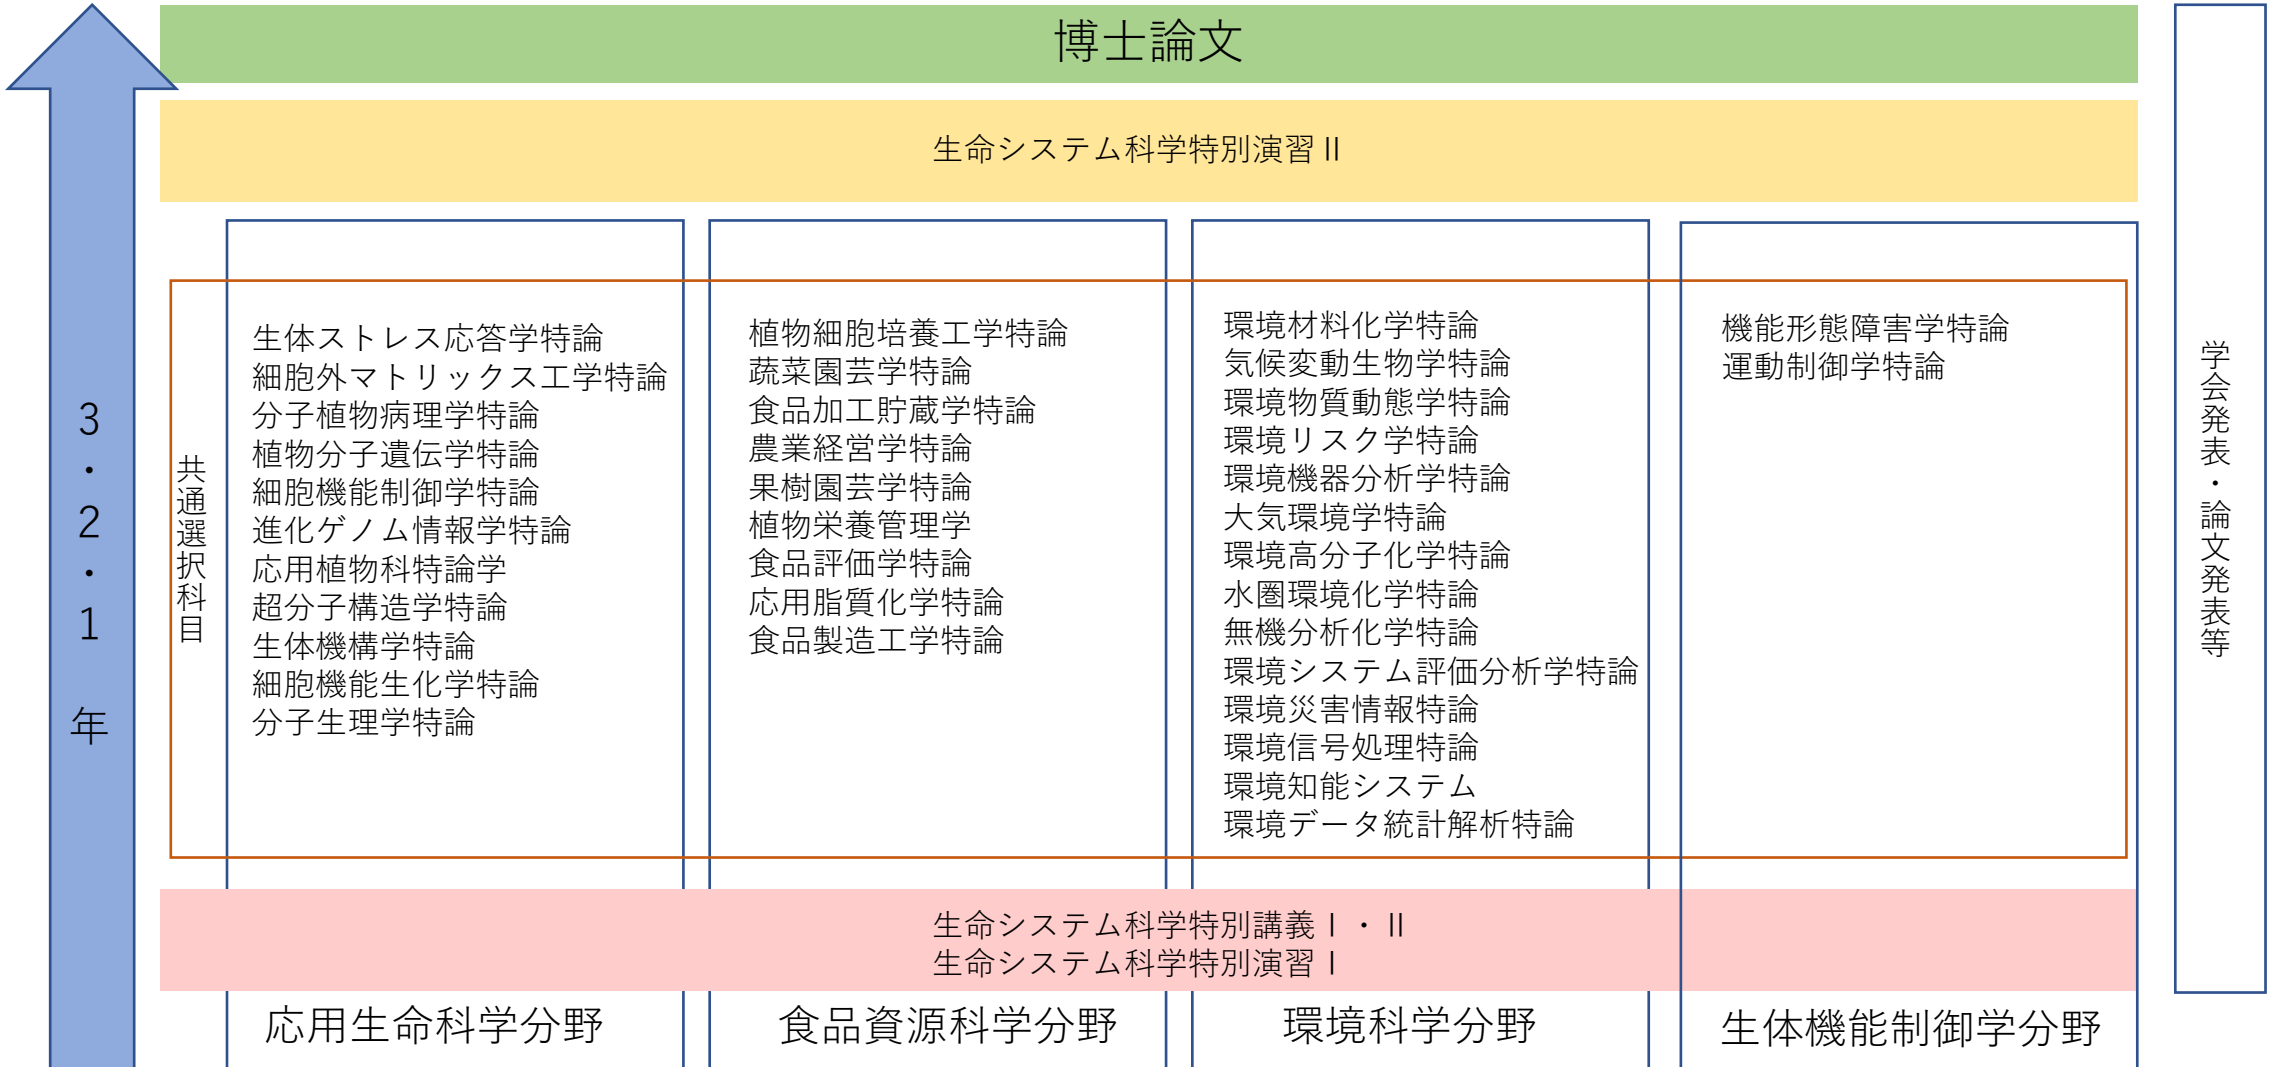 博士論文
生命システム科学特別演習Ⅱ
3・2・1 年
共通選択科目
生体ストレス応答学特論
細胞外マトリックス工学特論
分子植物病理学特論
植物分子遺伝学特論
細胞機能制御学特論
進化ゲノム情報学特論
応用植物科特論学
超分子構造学特論
生体機構学特論
細胞機能生化学特論
分子生理学特論
植物細胞培養工学特論
蔬菜園芸学特論
食品加工貯蔵学特論
農業経営学特論
果樹園芸学特論
植物栄養管理学
食品評価学特論
応用脂質化学特論
食品製造工学特論
環境材料化学特論
気候変動生物学特論
環境物質動態学特論
環境リスク学特論
環境機器分析学特論
大気環境学特論
環境高分子化学特論
水圏環境化学特論
無機分析化学特論
環境システム評価分析学特論
環境災害情報特論
環境信号処理特論
環境知能システム
環境データ統計解析特論
機能形態障害学特論
運動制御学特論
学会発表・論文発表等
生命システム科学特別講義Ⅰ・Ⅱ
生命システム科学特別演習Ⅰ
応用生命科学分野
食品資源科学分野
環境科学分野
生体機能制御学分野